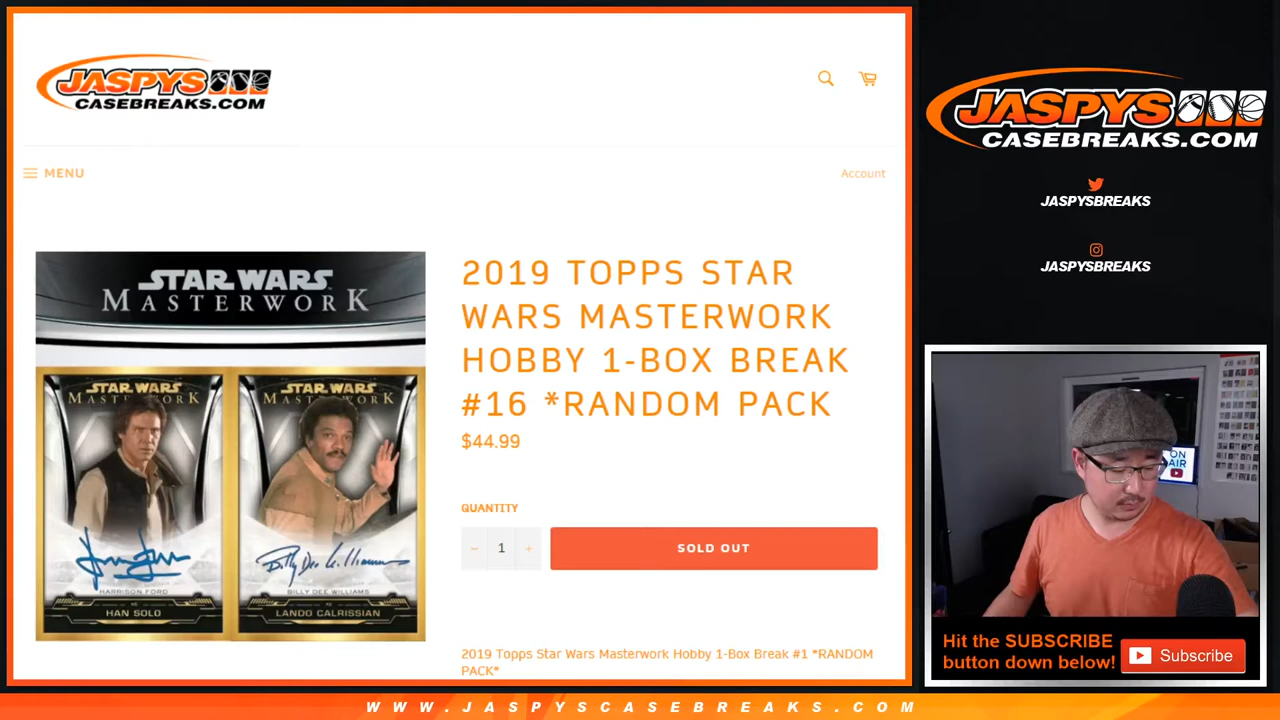 JASPYS
CASEBREAKS.COM
MENU
Account
STAR WARS
MASTERWORK
STAR WARS
MASTERWORK
HARRISON FORD
AS
HAN SOLO
STAR WARS
MASTERWORK
BILLY DEE WILLIAMS
AS
LANDO CALRISSIAN
2019 TOPPS STAR
WARS MASTERWORK
HOBBY 1-BOX BREAK
#16 *RANDOM PACK
$44.99
QUANTITY
− 1 +
SOLD OUT
2019 Topps Star Wars Masterwork Hobby 1-Box Break #1 *RANDOM
PACK*
JASPYS
CASEBREAKS.COM
JASPYSBREAKS
JASPYSBREAKS
ON
AIR
Hit the SUBSCRIBE
button down below!
Subscribe
WWW.JASPYSCASEBREAKS.COM